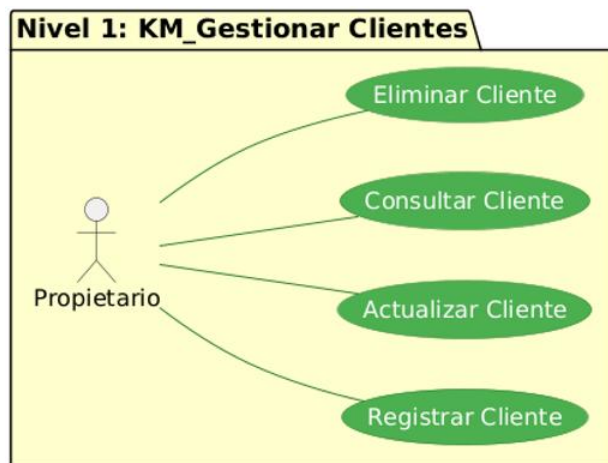 Nivel 1: KM_Gestionar Clientes
Eliminar Cliente
Consultar Cliente
Propietario
Actualizar Cliente
Registrar Cliente